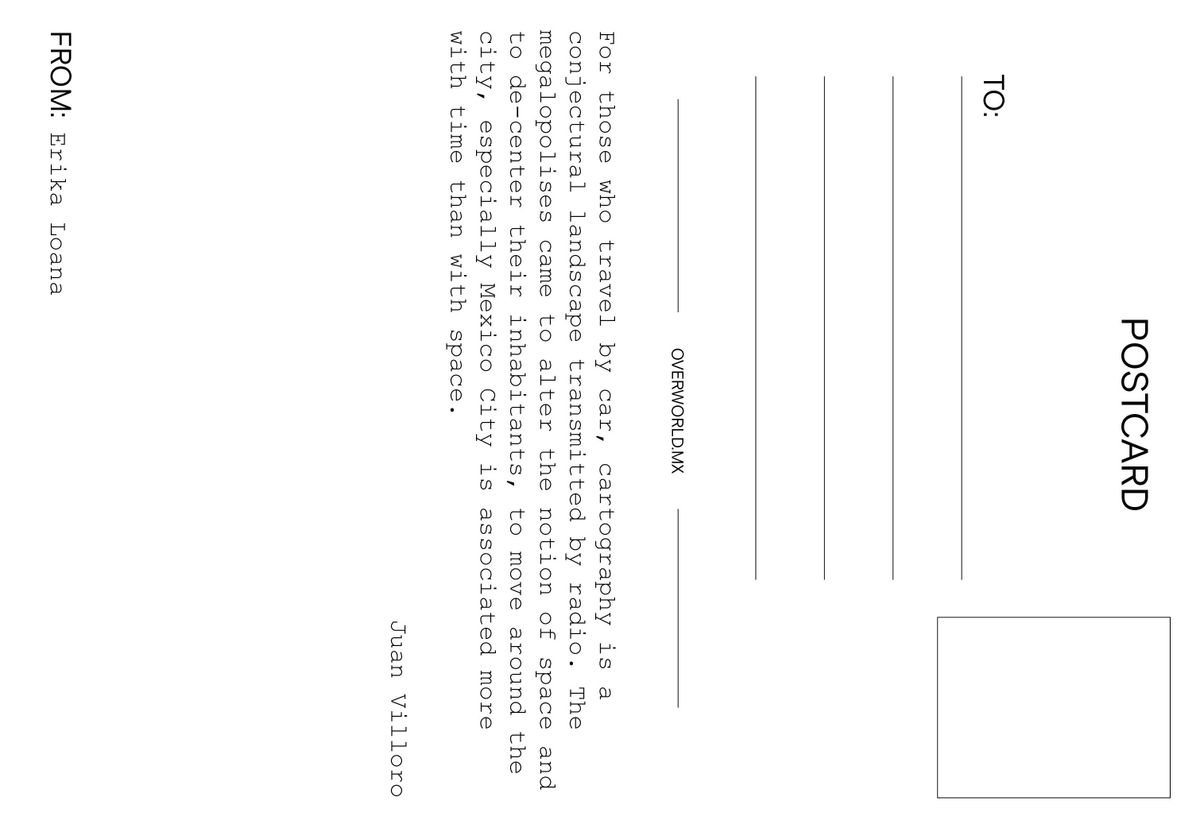 POSTCARD
TO:
OVERWORLD.MX
For those who travel by car, cartography is a
conjectural landscape transmitted by radio. The
megalopolises came to alter the notion of space and
to de-center their inhabitants, to move around the
city, especially Mexico City is associated more
with time than with space.
Juan Villoro
FROM: Erika Loana